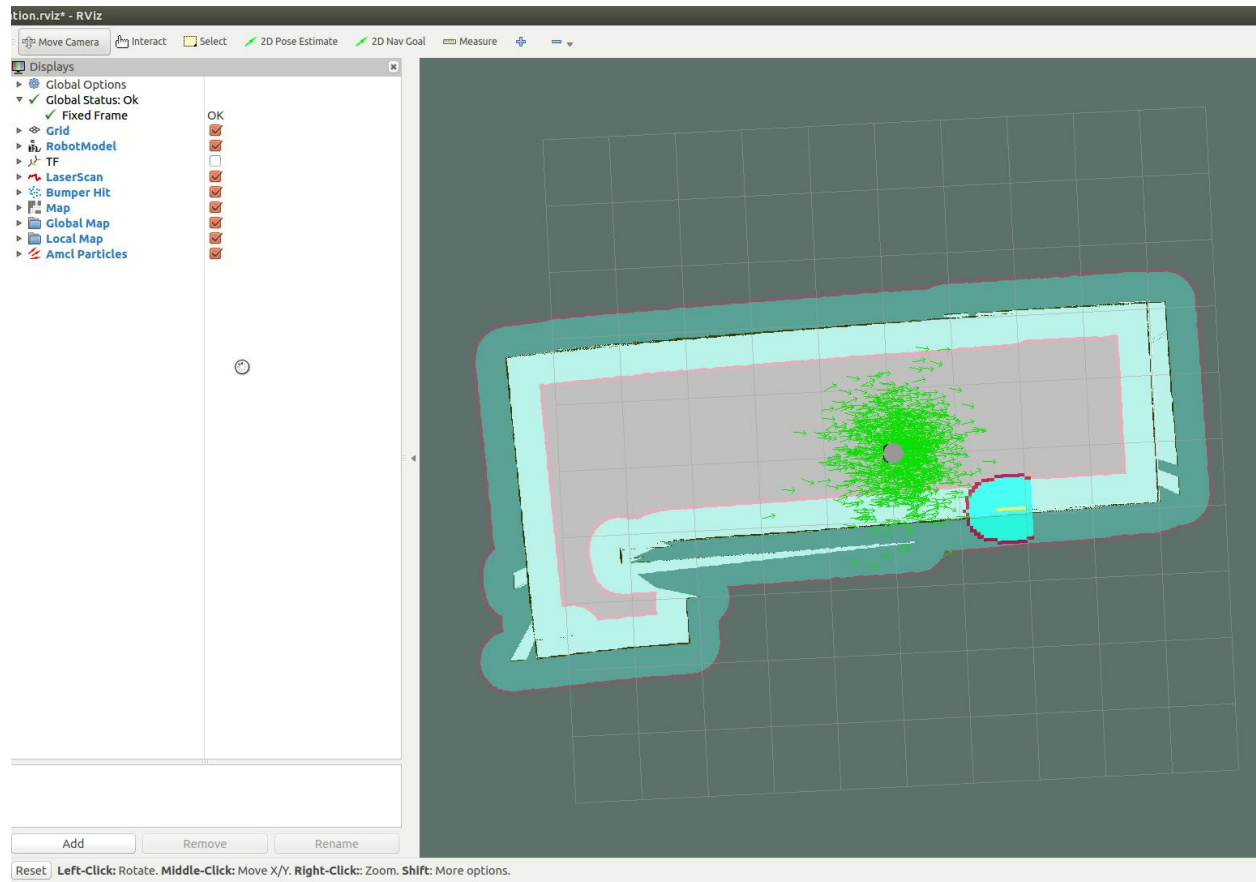 tion.rviz* - RViz
Move Camera Interact Select 2D Pose Estimate 2D Nav Goal Measure
Displays
Global Options
Global Status: Ok
Fixed Frame OK
Grid
RobotModel
TF
LaserScan
Bumper Hit
Map
Global Map
Local Map
Amcl Particles
Add Remove Rename
Reset Left-Click: Rotate. Middle-Click: Move X/Y. Right-Click:: Zoom. Shift: More options.